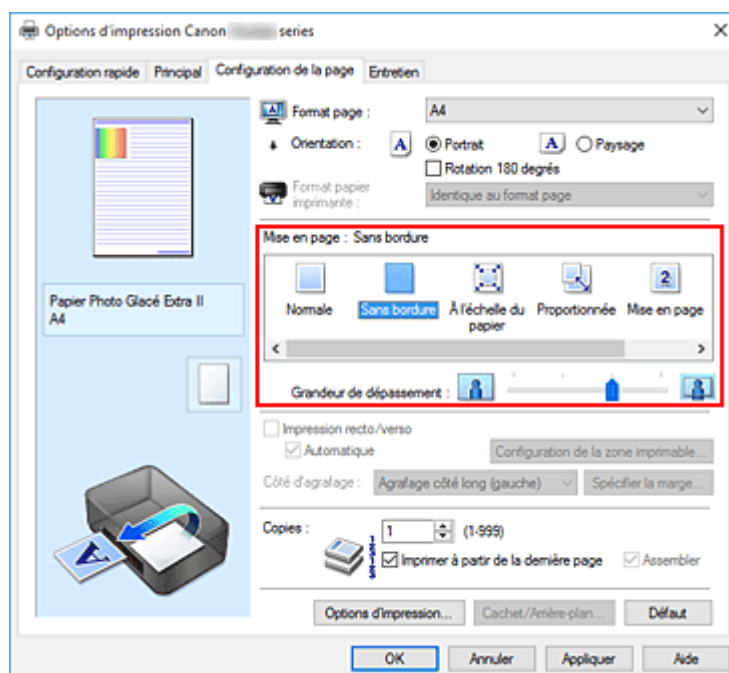 Options d'impression Canon series
Configuration rapide Principal Configuration de la page Entretien
Format page : A4
Orientation : A Portrait A Paysage
Rotation 180 degrés
Format papier imprimante : Identique au format page
Mise en page : Sans bordure
2
Normale Sans bordure À l'échelle du papier Proportionnée Mise en page
Papier Photo Glacé Extra II
A4
Grandeur de dépassement :
Impression recto/verso
Automatique Configuration de la zone imprimable...
Côté d'agrafage : Agrafage côté long (gauche) Spécifier la marge...
Copies : 1 (1-999)
Imprimer à partir de la dernière page Assembler
A
Options d'impression... Cachet/Arrière-plan... Défaut
OK Annuler Appliquer Aide